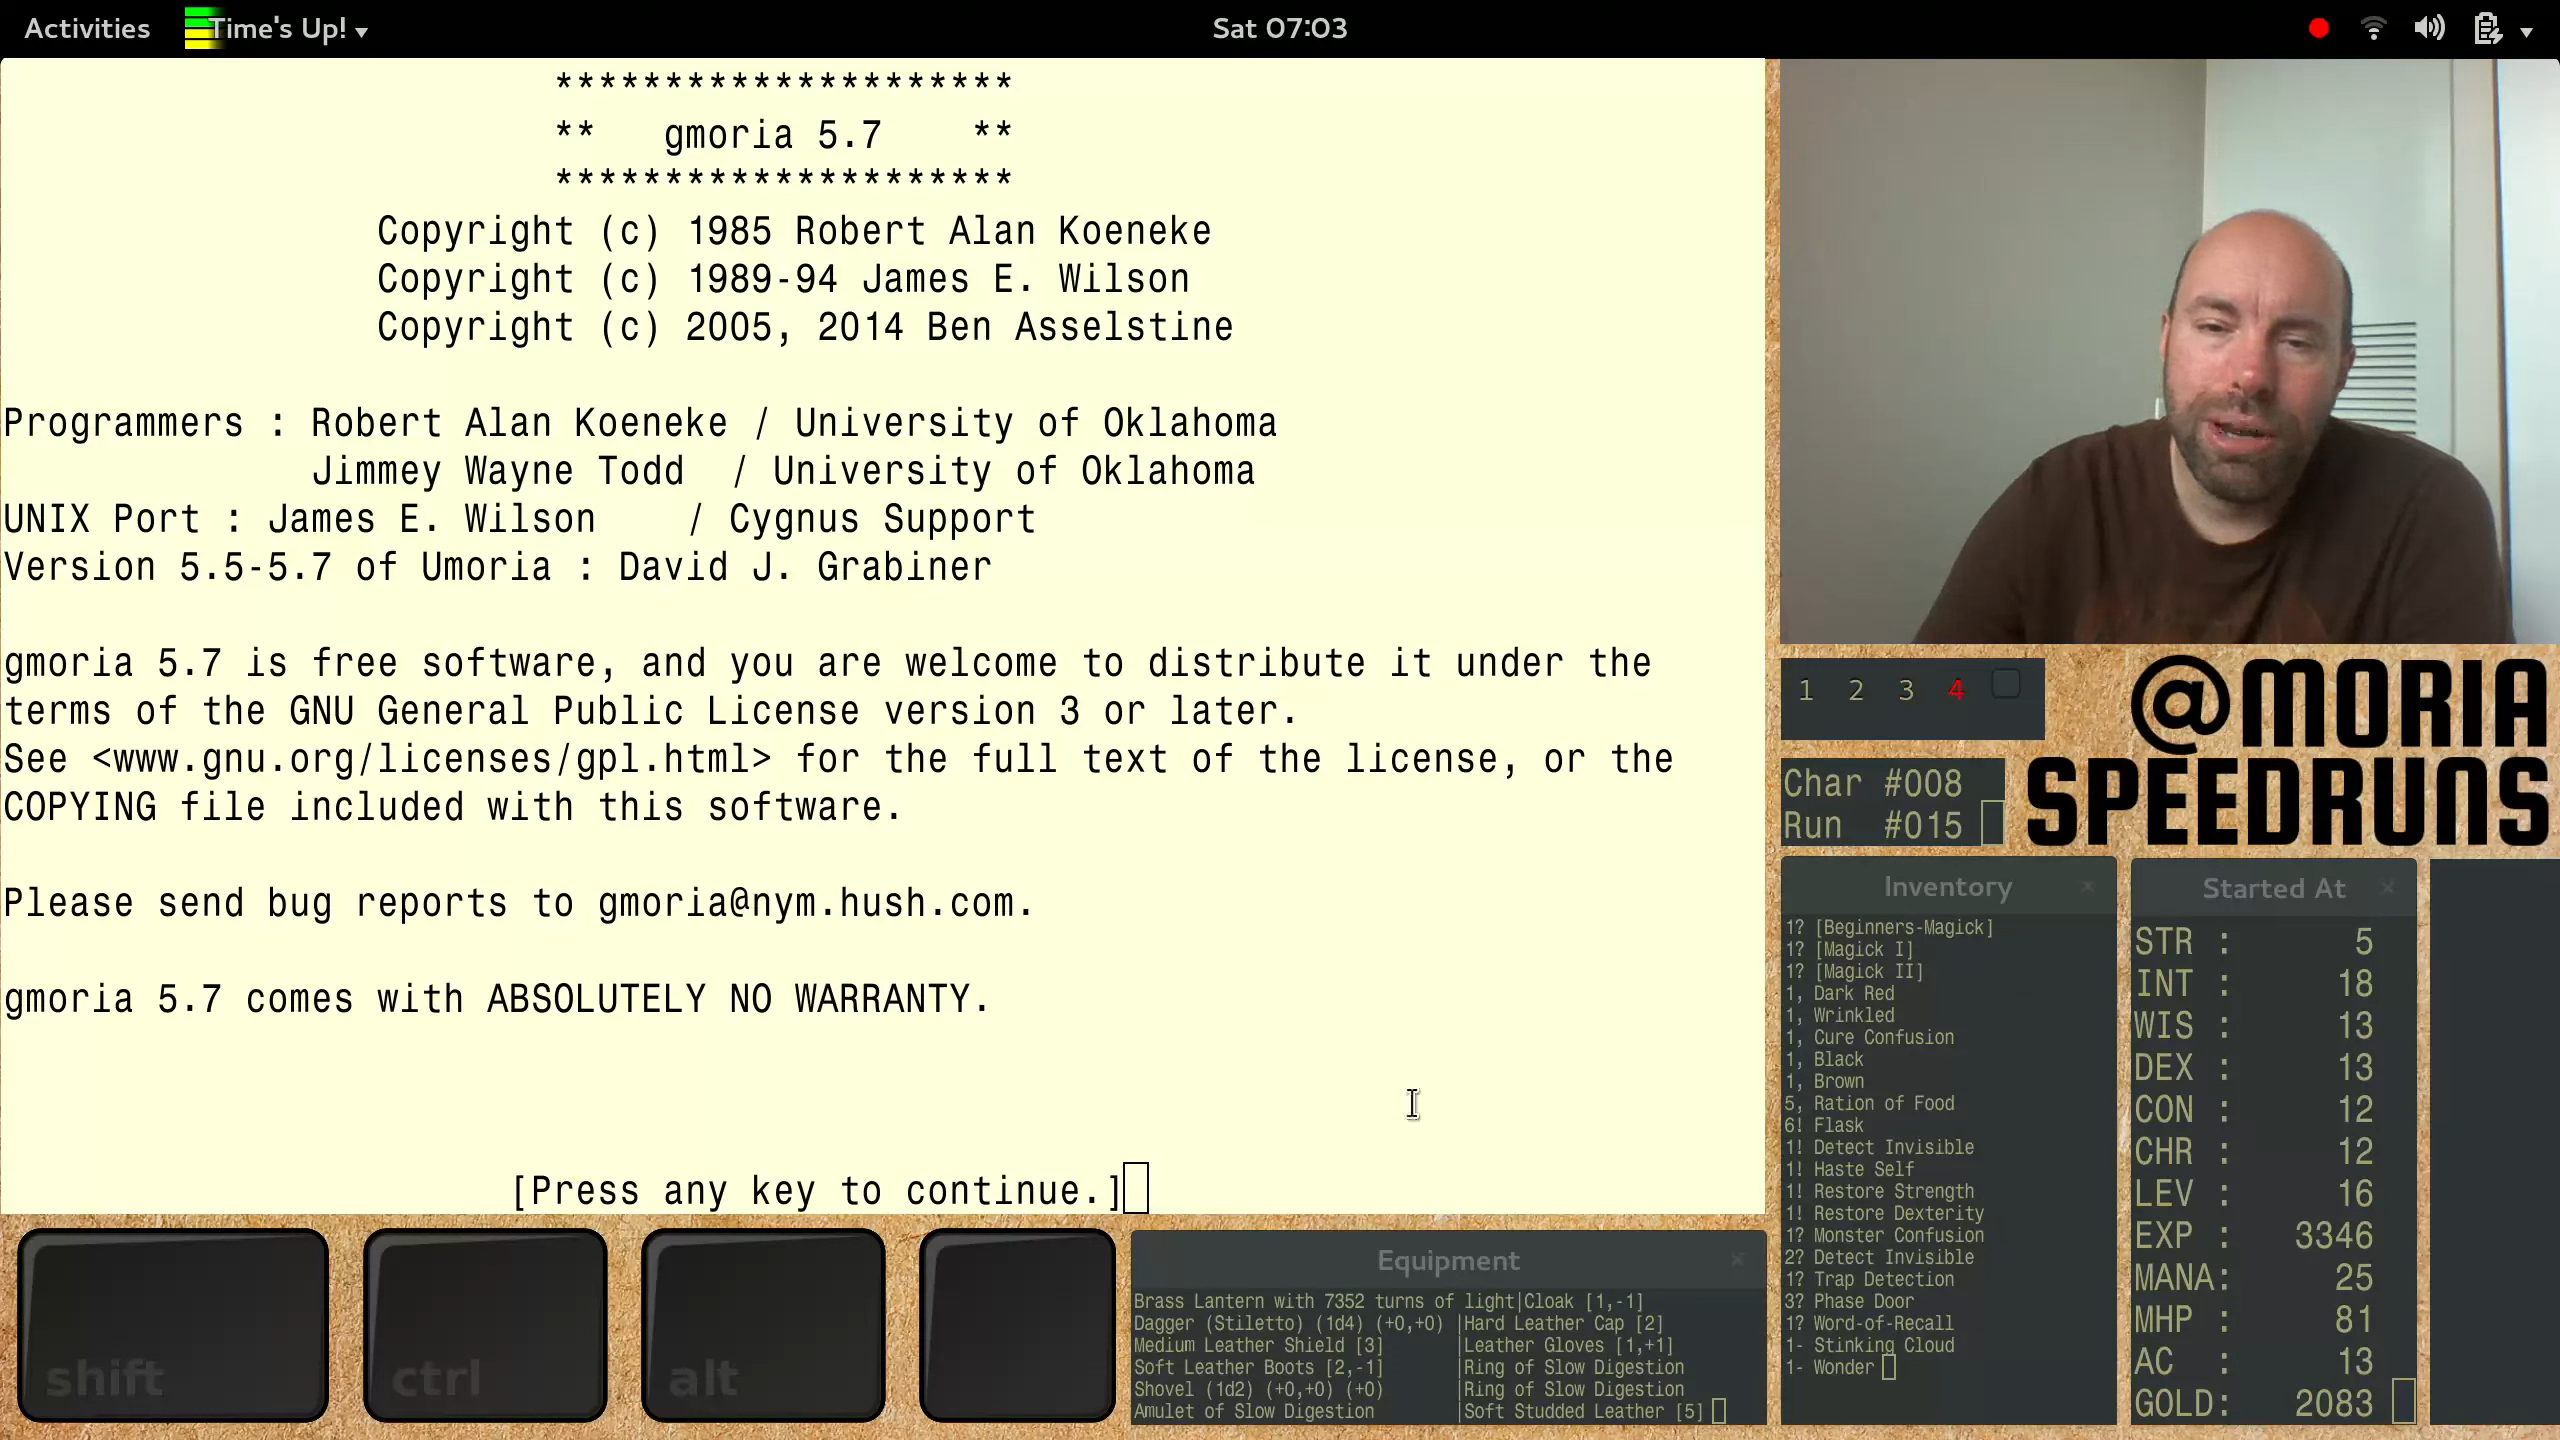 Activities Time's Up! Sat 07:03
*********************
** gmoria 5.7 **
*********************
Copyright (c) 1985 Robert Alan Koeneke
Copyright (c) 1989-94 James E. Wilson
Copyright (c) 2005, 2014 Ben Asselstine
Programmers : Robert Alan Koeneke / University of Oklahoma
Jimmey Wayne Todd / University of Oklahoma
UNIX Port : James E. Wilson / Cygnus Support
Version 5.5-5.7 of Umoria : David J. Grabiner
gmoria 5.7 is free software, and you are welcome to distribute it under the
terms of the GNU General Public License version 3 or later.
See <www.gnu.org/licenses/gpl.html> for the full text of the license, or the
COPYING file included with this software.
Please send bug reports to gmoria@nym.hush.com.
gmoria 5.7 comes with ABSOLUTELY NO WARRANTY.
[Press any key to continue.]
shift
ctrl
alt
Equipment
Brass Lantern with 7352 turns of light|Cloak [1,-1]
Dagger (Stiletto) (1d4) (+0,+0) |Hard Leather Cap [2]
Medium Leather Shield [3] |Leather Gloves [1,+1]
Soft Leather Boots [2,-1] |Ring of Slow Digestion
Shovel (1d2) (+0,+0) (+0) |Ring of Slow Digestion
Amulet of Slow Digestion |Soft Studded Leather [5]
1 2 3 4
Char #008
Run #015
@MORIA
SPEEDRUNS
Inventory
1? [Beginners-Magick]
1? [Magick I]
1? [Magick II]
1, Dark Red
1, Wrinkled
1, Cure Confusion
1, Black
1, Brown
5, Ration of Food
6! Flask
1! Detect Invisible
1! Haste Self
1! Restore Strength
1! Restore Dexterity
1? Monster Confusion
2? Detect Invisible
1? Trap Detection
3? Phase Door
1? Word-of-Recall
1- Stinking Cloud
1- Wonder
Started At
STR : 5
INT : 18
WIS : 13
DEX : 13
CON : 12
CHR : 12
LEV : 16
EXP : 3346
MANA: 25
MHP : 81
AC : 13
GOLD: 2083